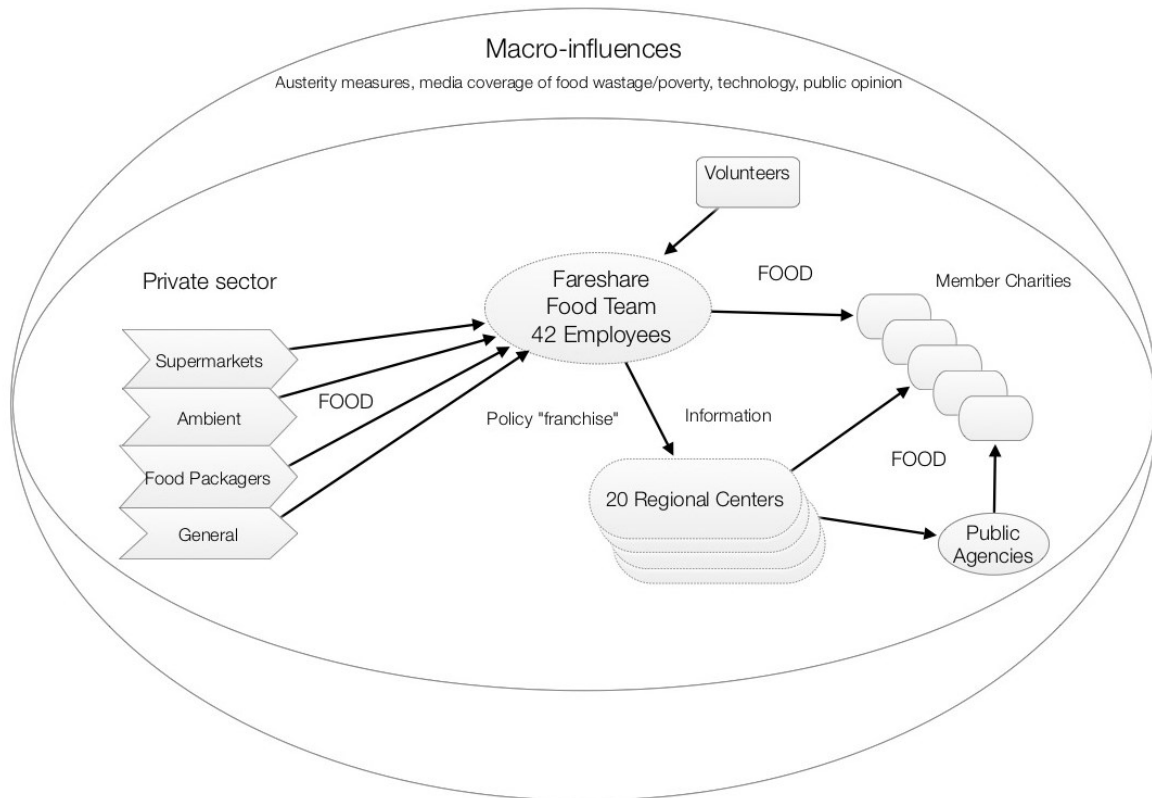 Macro-influences
Austerity measures, media coverage of food wastage/poverty, technology, public opinion
Volunteers
Private sector
Supermarkets
Ambient
Food Packagers
General
FOOD
Fareshare
Food Team
42 Employees
FOOD
Member Charities
Policy "franchise"
Information
20 Regional Centers
FOOD
Public
Agencies